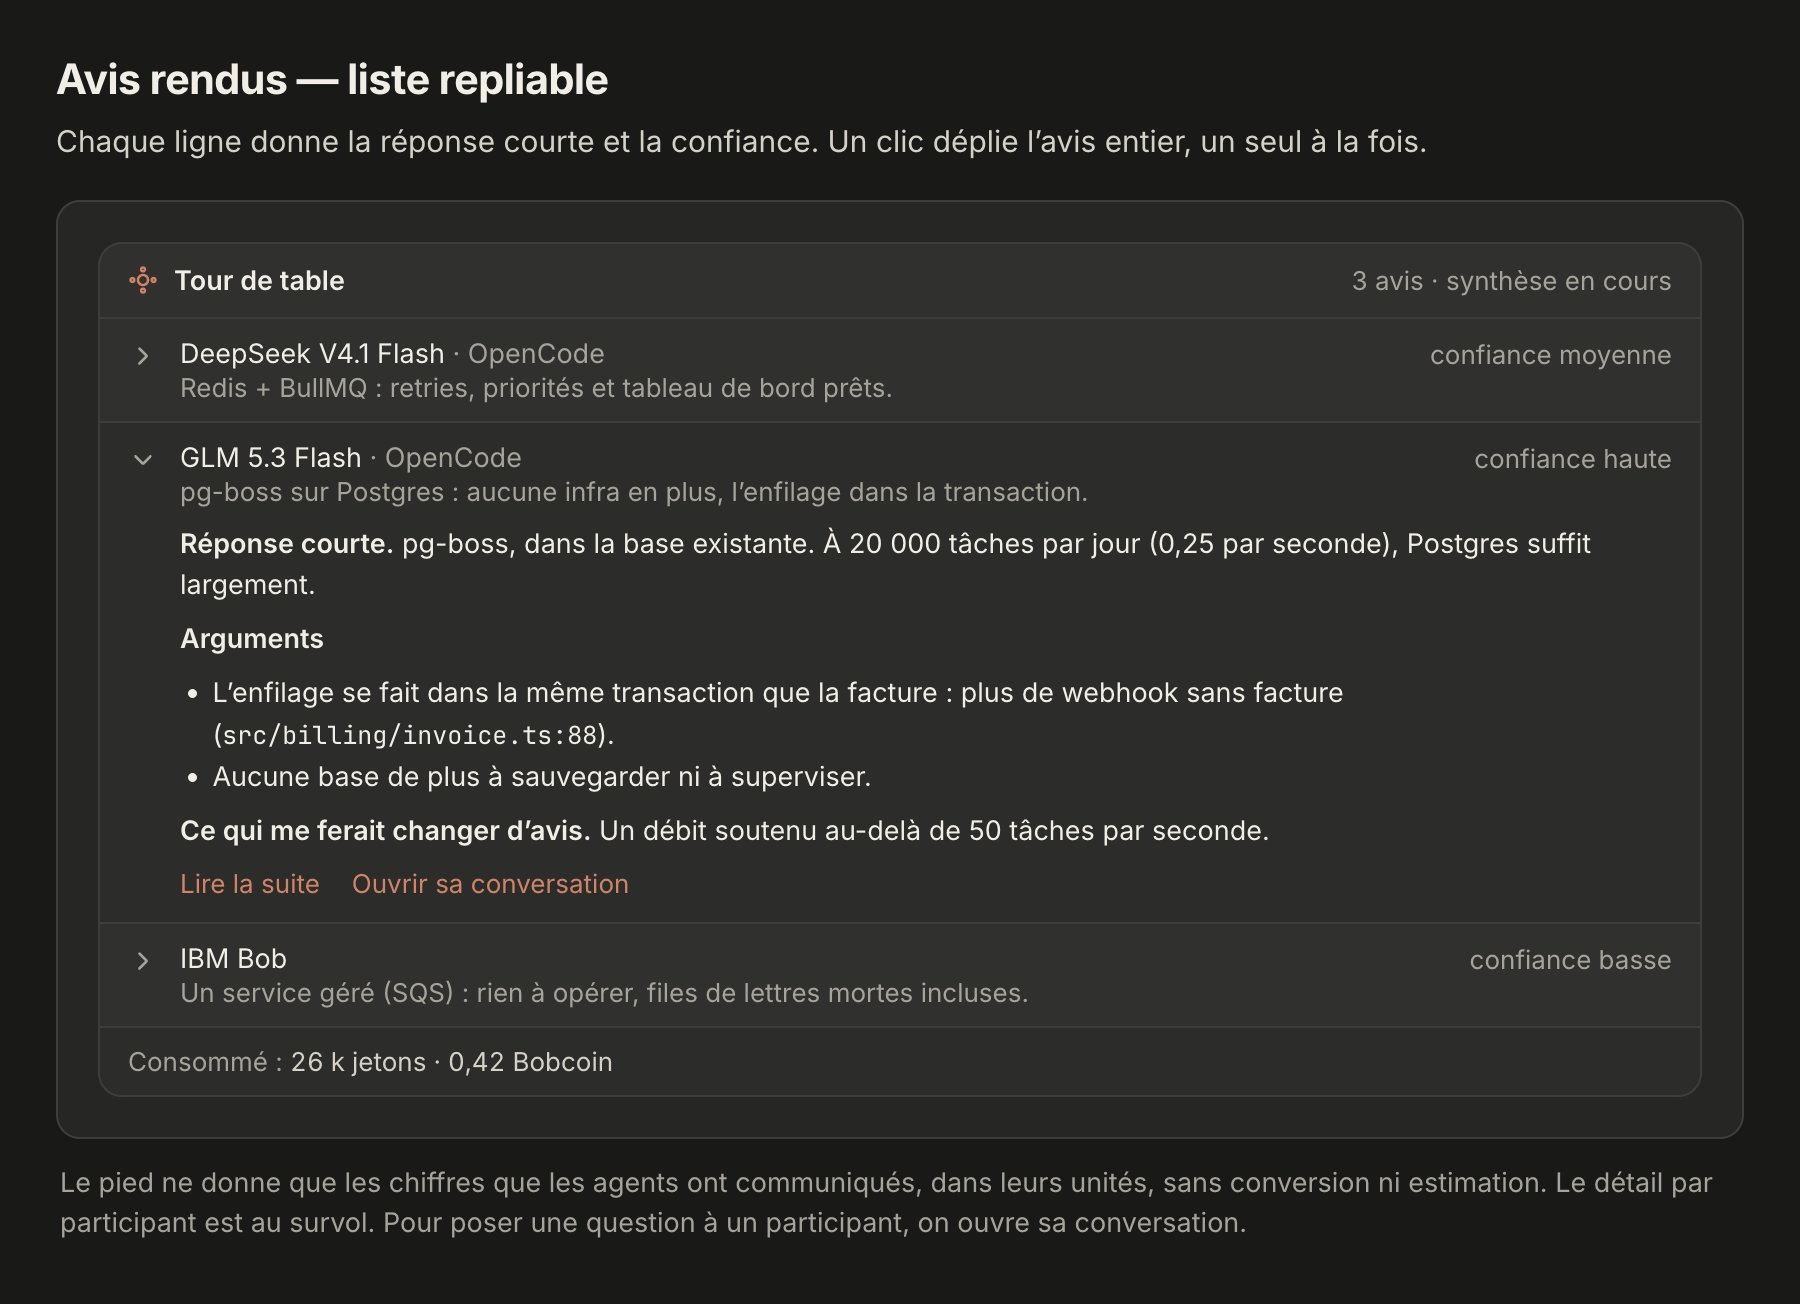 Avis rendus — liste repliable
Chaque ligne donne la réponse courte et la confiance. Un clic déplie l’avis entier, un seul à la fois.
Tour de table
3 avis · synthèse en cours
DeepSeek V4.1 Flash · OpenCode
confiance moyenne
Redis + BullMQ : retries, priorités et tableau de bord prêts.
GLM 5.3 Flash · OpenCode
confiance haute
pg-boss sur Postgres : aucune infra en plus, l’enfilage dans la transaction.
Réponse courte. pg-boss, dans la base existante. À 20 000 tâches par jour (0,25 par seconde), Postgres suffit
largement.
Arguments
• L’enfilage se fait dans la même transaction que la facture : plus de webhook sans facture
(src/billing/invoice.ts:88).
• Aucune base de plus à sauvegarder ni à superviser.
Ce qui me ferait changer d’avis. Un débit soutenu au-delà de 50 tâches par seconde.
Lire la suite Ouvrir sa conversation
IBM Bob
confiance basse
Un service géré (SQS) : rien à opérer, files de lettres mortes incluses.
Consommé : 26 k jetons · 0,42 Bobcoin
Le pied ne donne que les chiffres que les agents ont communiqués, dans leurs unités, sans conversion ni estimation. Le détail par
participant est au survol. Pour poser une question à un participant, on ouvre sa conversation.